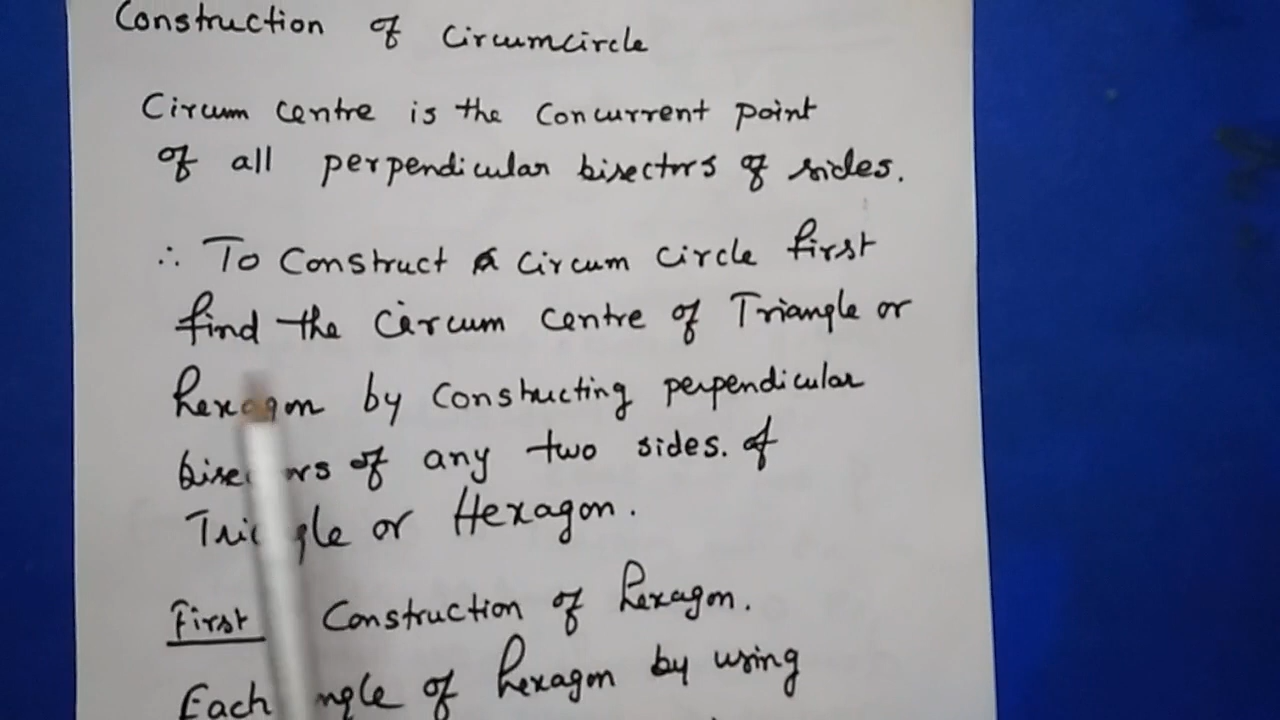 Construction of Circumcircle
Circum centre is the concurrent point
of all perpendicular bisectors of sides.
∴ To construct a circum circle first
find the circum centre of Triangle or
hexagon by constructing perpendicular
of any two sides. of
or Hexagon.
First Construction of hexagon.
Each of hexagon by using